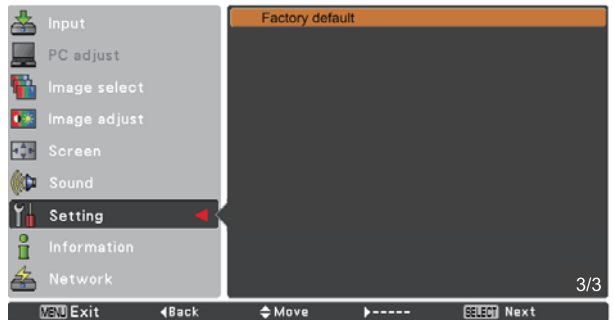 Input
PC adjust
Image select
Image adjust
Screen
Sound
Setting
Information
Network
Factory default
3/3
MENU Exit ◀Back ◆Move ▶----- SELECT Next